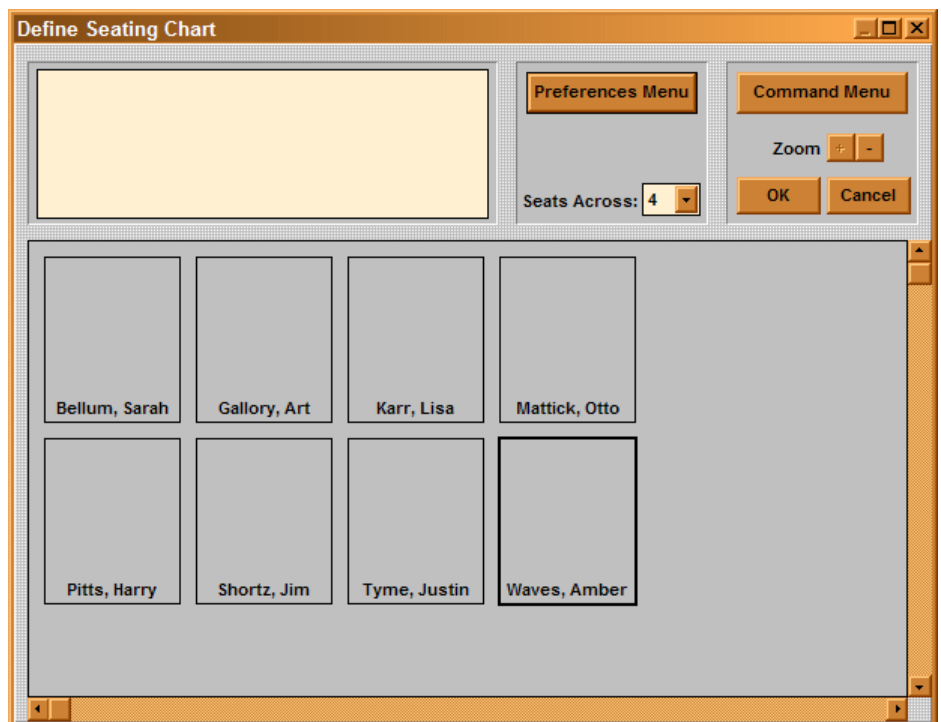 Define Seating Chart
Preferences Menu
Command Menu
Zoom + -
Seats Across: 4
OK Cancel
Bellum, Sarah Gallory, Art Karr, Lisa Mattick, Otto
Pitts, Harry Shortz, Jim Tyme, Justin Waves, Amber